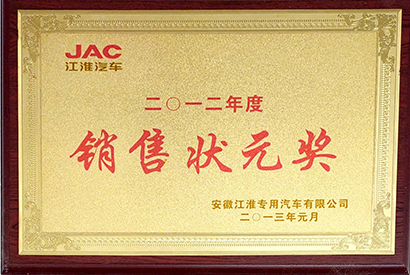 JAC
江淮汽车
二〇一二年度
销售状元奖
安徽江淮专用汽车有限公司
二〇一三年元月